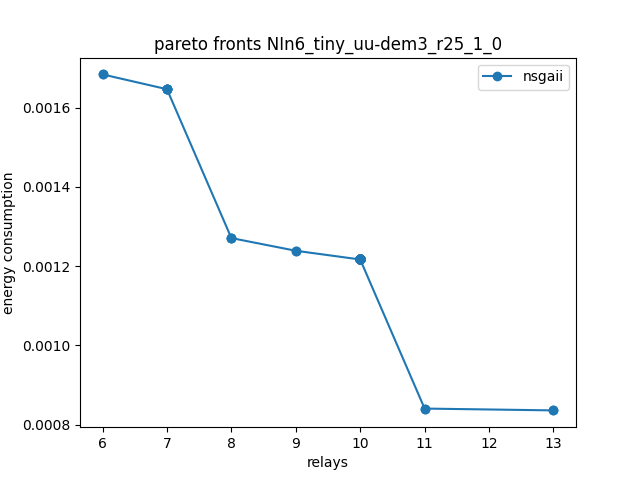 pareto fronts NIn6_tiny_uu-dem3_r25_1_0
nsgaii
energy consumption
0.0016
0.0014
0.0012
0.0010
0.0008
6 7 8 9 10 11 12 13
relays